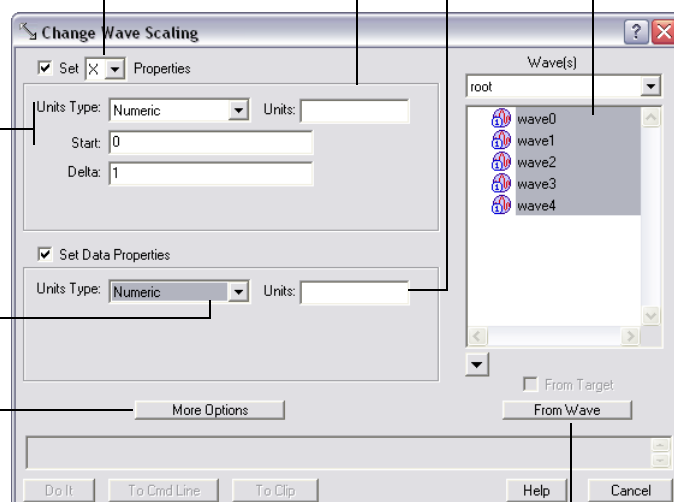 Change Wave Scaling
?
Set X Properties
Units Type: Numeric Units:
Start: 0
Delta: 1
Set Data Properties
Units Type: Numeric Units:
More Options
Wave(s)
root
wave0
wave1
wave2
wave3
wave4
From Target
From Wave
Do It To Cmd Line To Clip Help Cancel